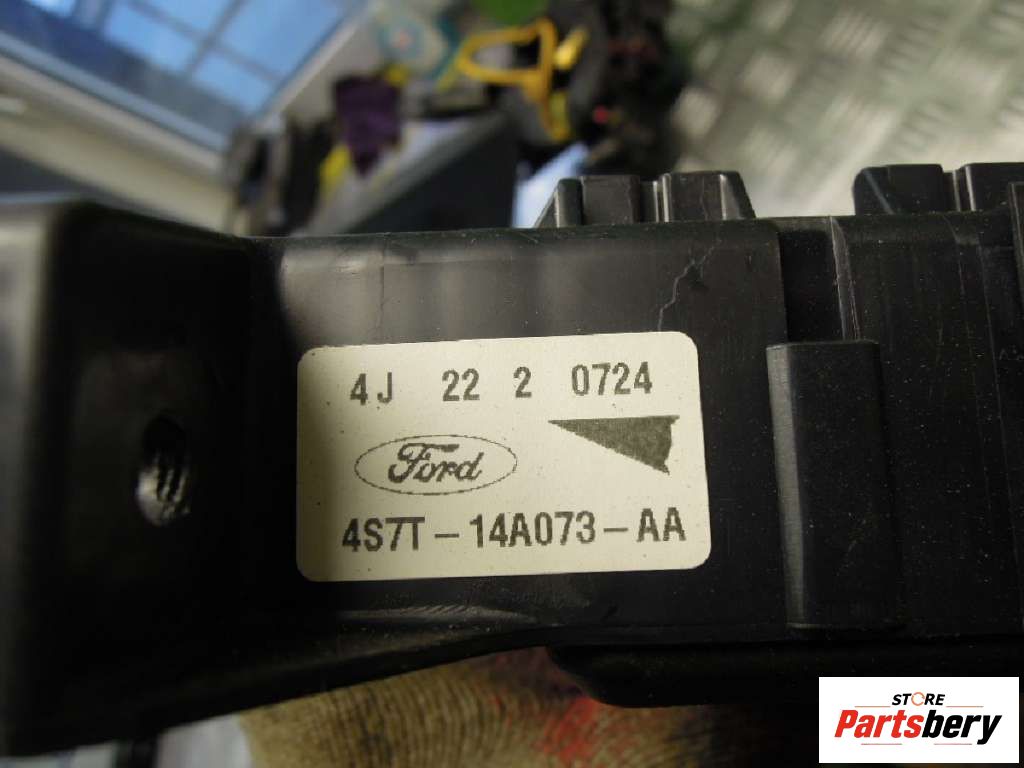 4J 22 2 0724
Ford
4S7T-14A073-AA
STORE
Partsbery